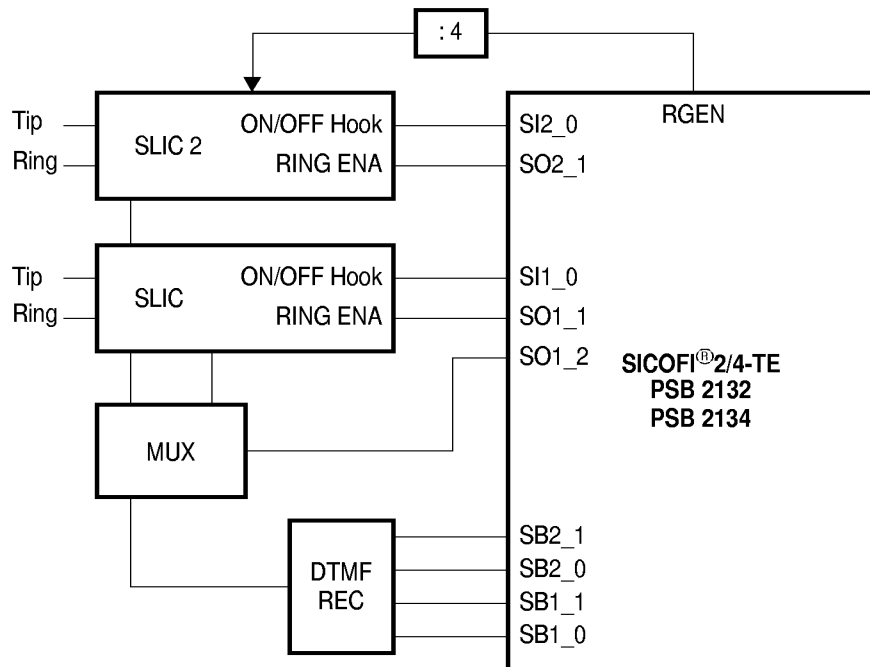 : 4
RGEN
Tip
Ring
SLIC 2
ON/OFF Hook
RING ENA
SI2_0
SO2_1
Tip
Ring
SLIC
ON/OFF Hook
RING ENA
SI1_0
SO1_1
SO1_2
SICOFI®2/4-TE
PSB 2132
PSB 2134
MUX
DTMF
REC
SB2_1
SB2_0
SB1_1
SB1_0